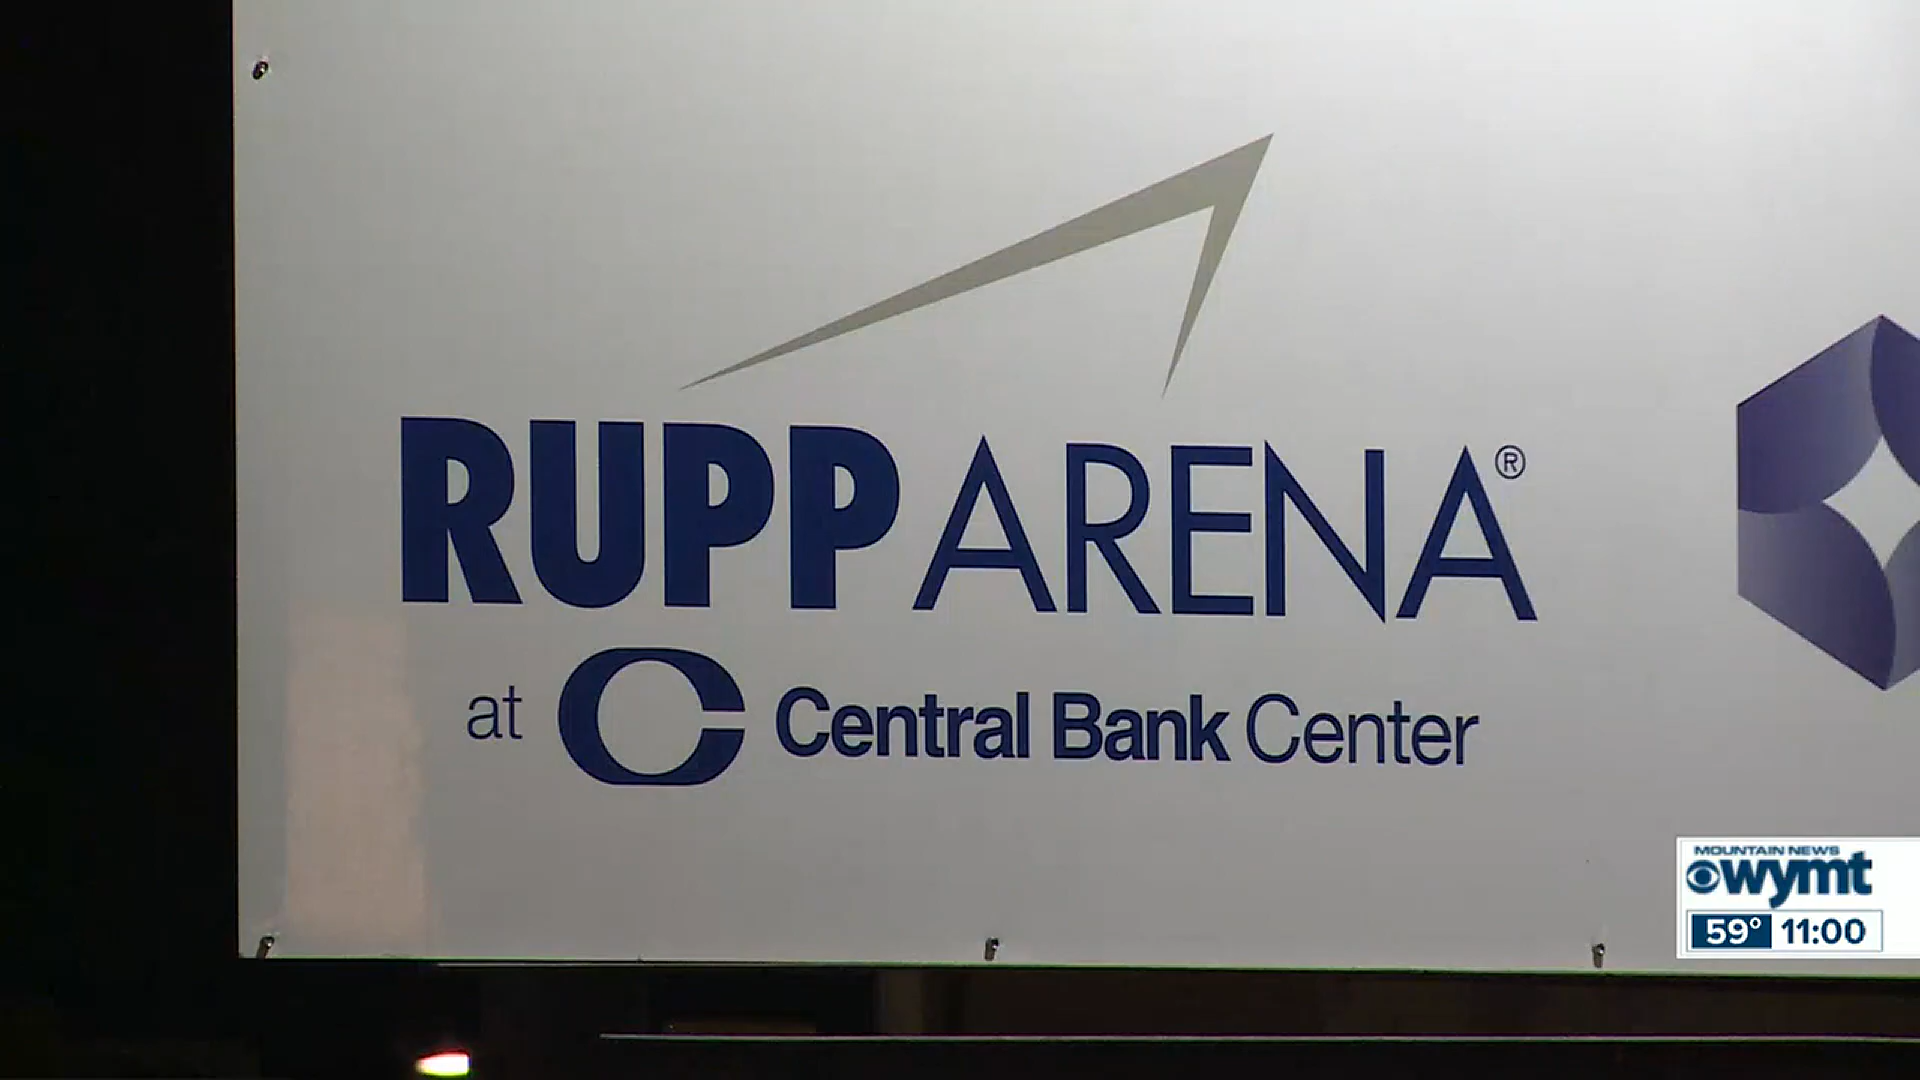 RUPP ARENA®
at Central Bank Center
MOUNTAIN NEWS
wymt
59° 11:00